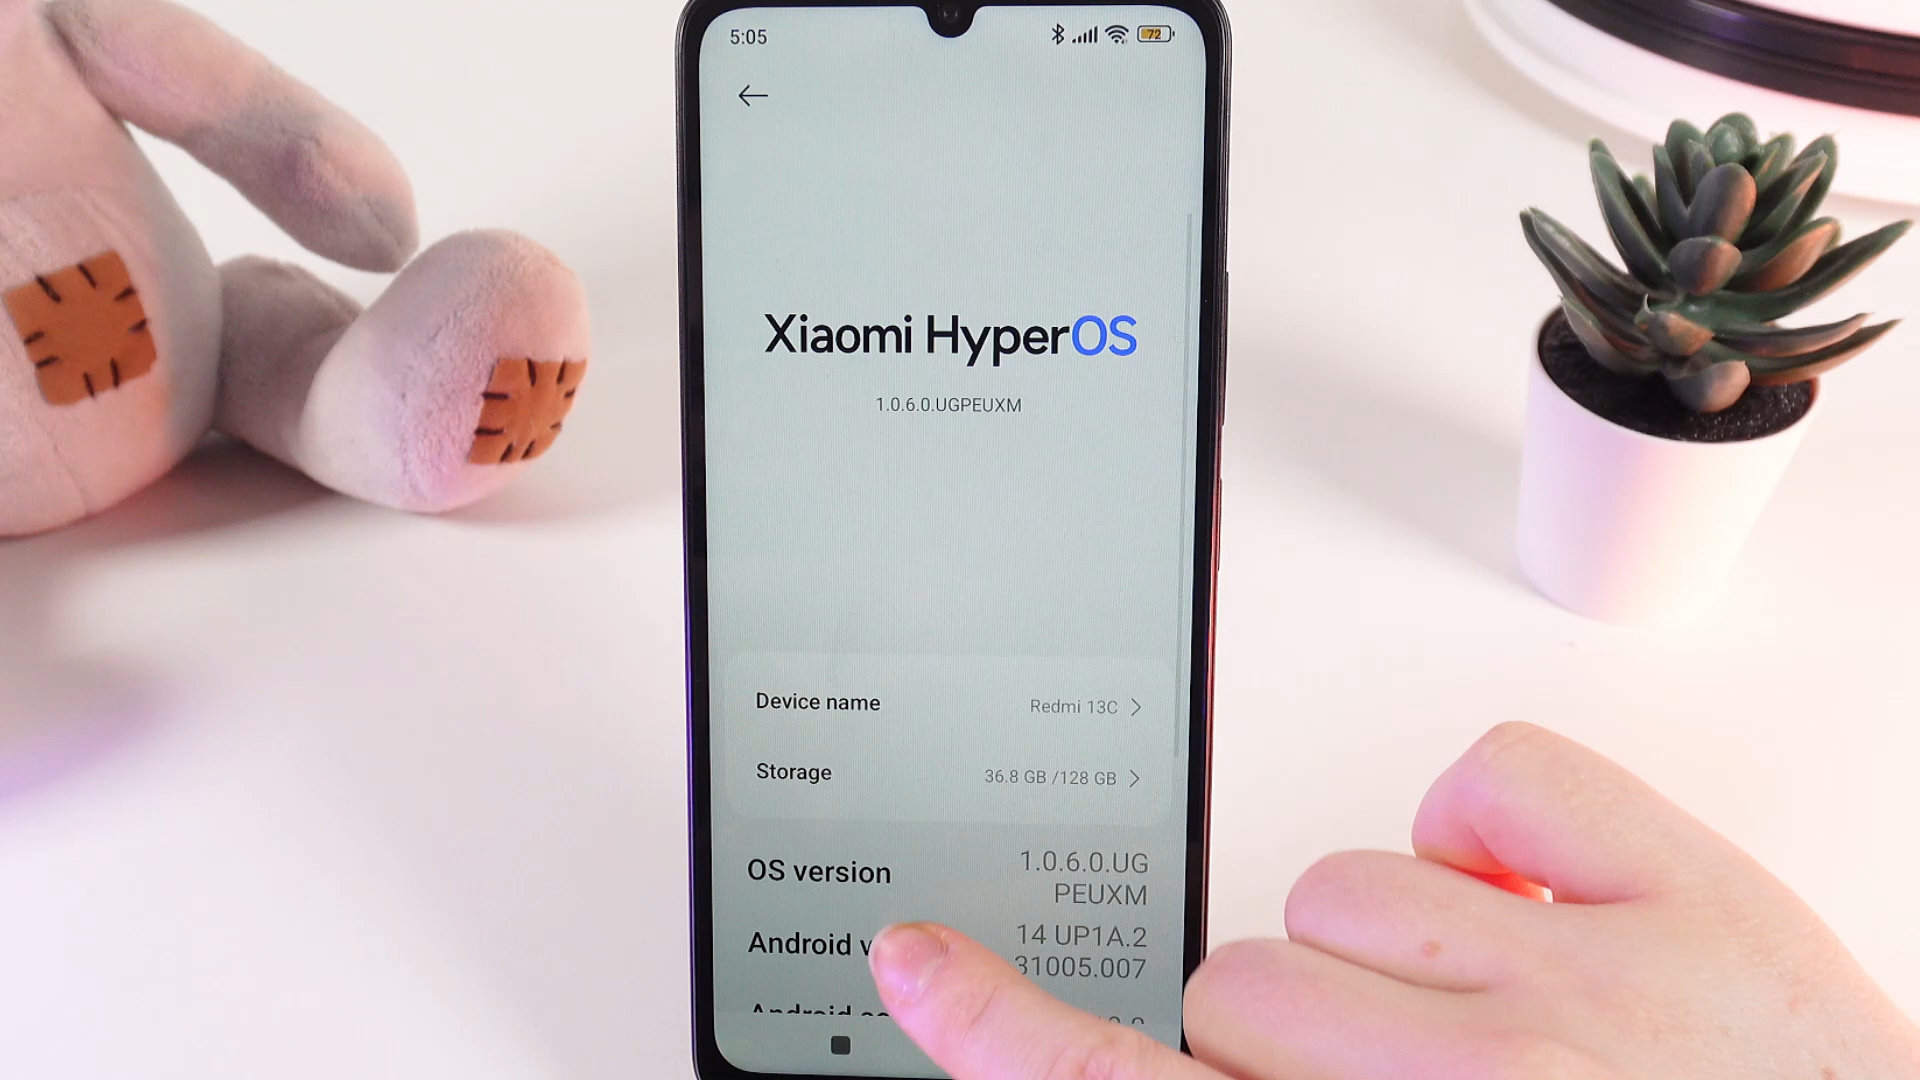 5:05
72
Xiaomi HyperOS
1.0.6.0.UGPEUXM
Device name
Redmi 13C
Storage
36.8 GB /128 GB
OS version
1.0.6.0.UG
PEUXM
Android
14 UP1A.2
31005.007
Android